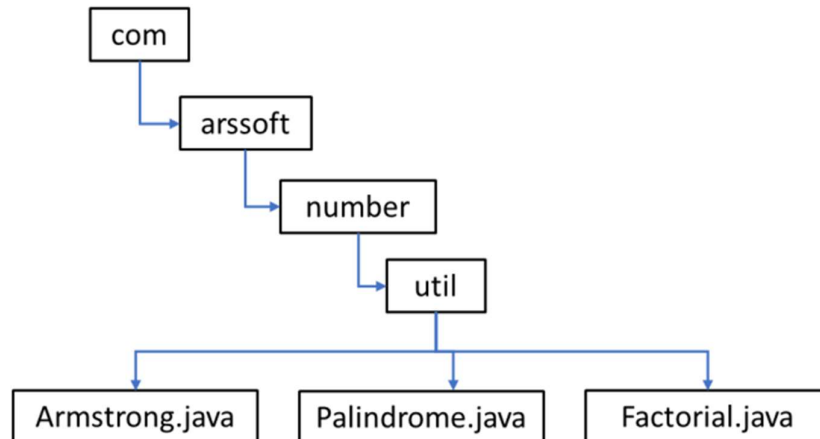 com
arssoft
number
util
Armstrong.java
Palindrome.java
Factorial.java